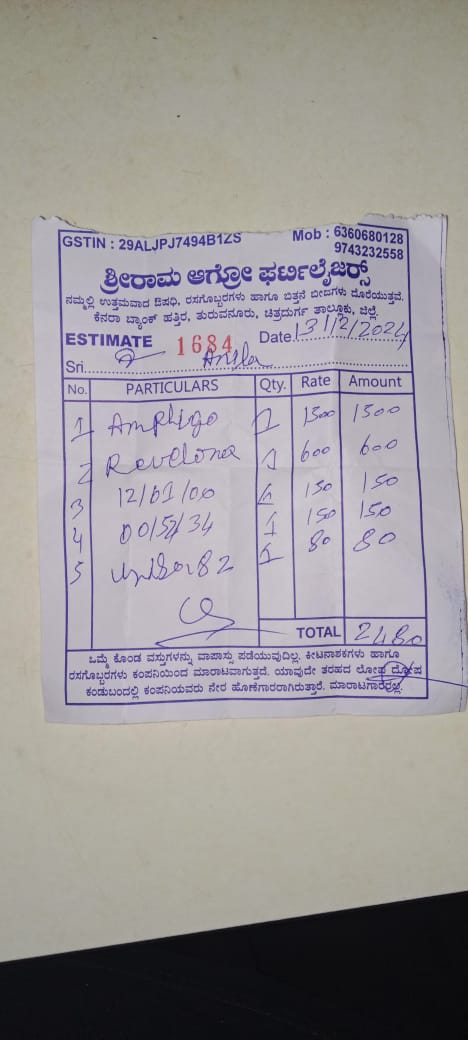 GSTIN : 29ALJPJ7494B1ZS
Mob : 6360680128
9743232558
ಶ್ರೀರಾಮ ಆಗ್ರೋ ಫರ್ಟಿಲೈಜರ್ಸ್
ನಮ್ಮಲ್ಲಿ ಉತ್ತಮವಾದ ಔಷಧಿ, ರಸಗೊಬ್ಬರಗಳು ಹಾಗೂ ಬಿತ್ತನೆ ಬೀಜಗಳು ದೊರೆಯುತ್ತವೆ.
ಕೆನರಾ ಬ್ಯಾಂಕ್ ಹತ್ತಿರ, ತುರುವನೂರು, ಚಿತ್ರದುರ್ಗ ತಾಲ್ಲೂಕು, ಜಿಲ್ಲೆ.
ESTIMATE 1684 Date 13/12/2024
Sri
No. PARTICULARS Qty. Rate Amount
1 Ampligo 1 1500 1500
2 1 600 600
3 12/61/00 1 150 150
4 00/52/34 1 150 150
5 80 80
TOTAL 2480
ಒಮ್ಮೆ ಕೊಂಡ ವಸ್ತುಗಳನ್ನು ವಾಪಾಸ್ಸು ಪಡೆಯುವುದಿಲ್ಲ. ಕೀಟನಾಶಕಗಳು ಹಾಗೂ
ರಸಗೊಬ್ಬರಗಳು ಕಂಪನಿಯಿಂದ ಮಾರಾಟವಾಗುತ್ತದೆ. ಯಾವುದೇ ತರಹದ ಲೋಪ ದೋಷ
ಕಂಡುಬಂದಲ್ಲಿ ಕಂಪನಿಯವರು ನೇರ ಹೊಣೆಗಾರರಾಗಿರುತ್ತಾರೆ. ಮಾರಾಟಗಾರರಲ್ಲ.